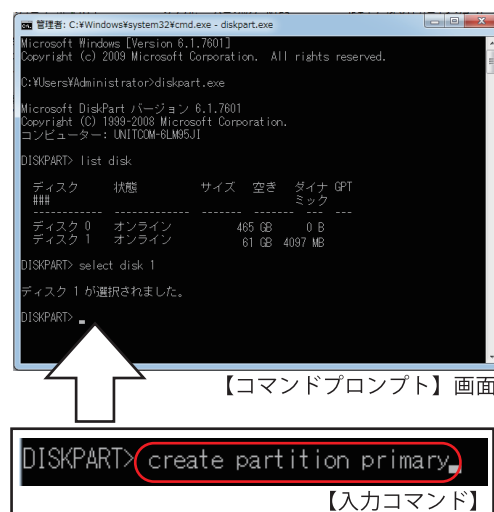 管理者: C:¥Windows¥system32¥cmd.exe - diskpart.exe
Microsoft Windows [Version 6.1.7601]
Copyright (c) 2009 Microsoft Corporation.  All rights reserved.
C:¥Users¥Administrator>diskpart.exe
Microsoft DiskPart バージョン 6.1.7601
Copyright (C) 1999-2008 Microsoft Corporation.
コンピューター: UNITCOM-6LM95JI
DISKPART> list disk
ディスク 状態 サイズ 空き ダイナ GPT
### ミック
------------ ------------- ------- ------- --- ---
ディスク 0 オンライン 465 GB 0 B
ディスク 1 オンライン 61 GB 4097 MB
DISKPART> select disk 1
ディスク 1 が選択されました。
DISKPART> _
【コマンドプロンプト】画面
DISKPART> create partition primary_
【入力コマンド】